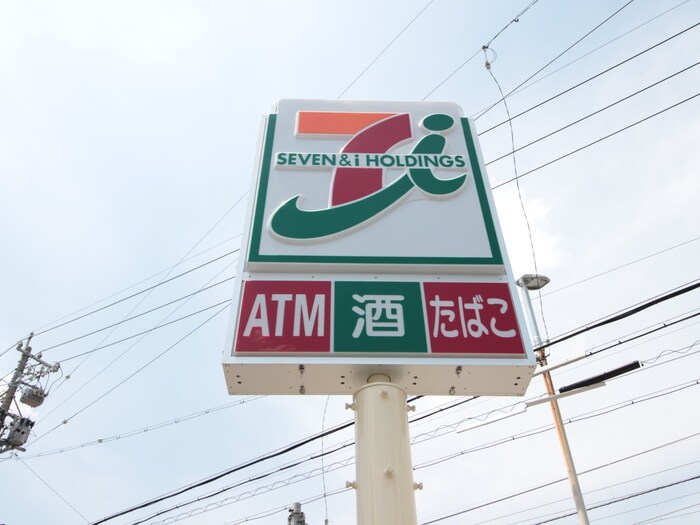 SEVEN & i HOLDINGS
ATM 酒 たばこ